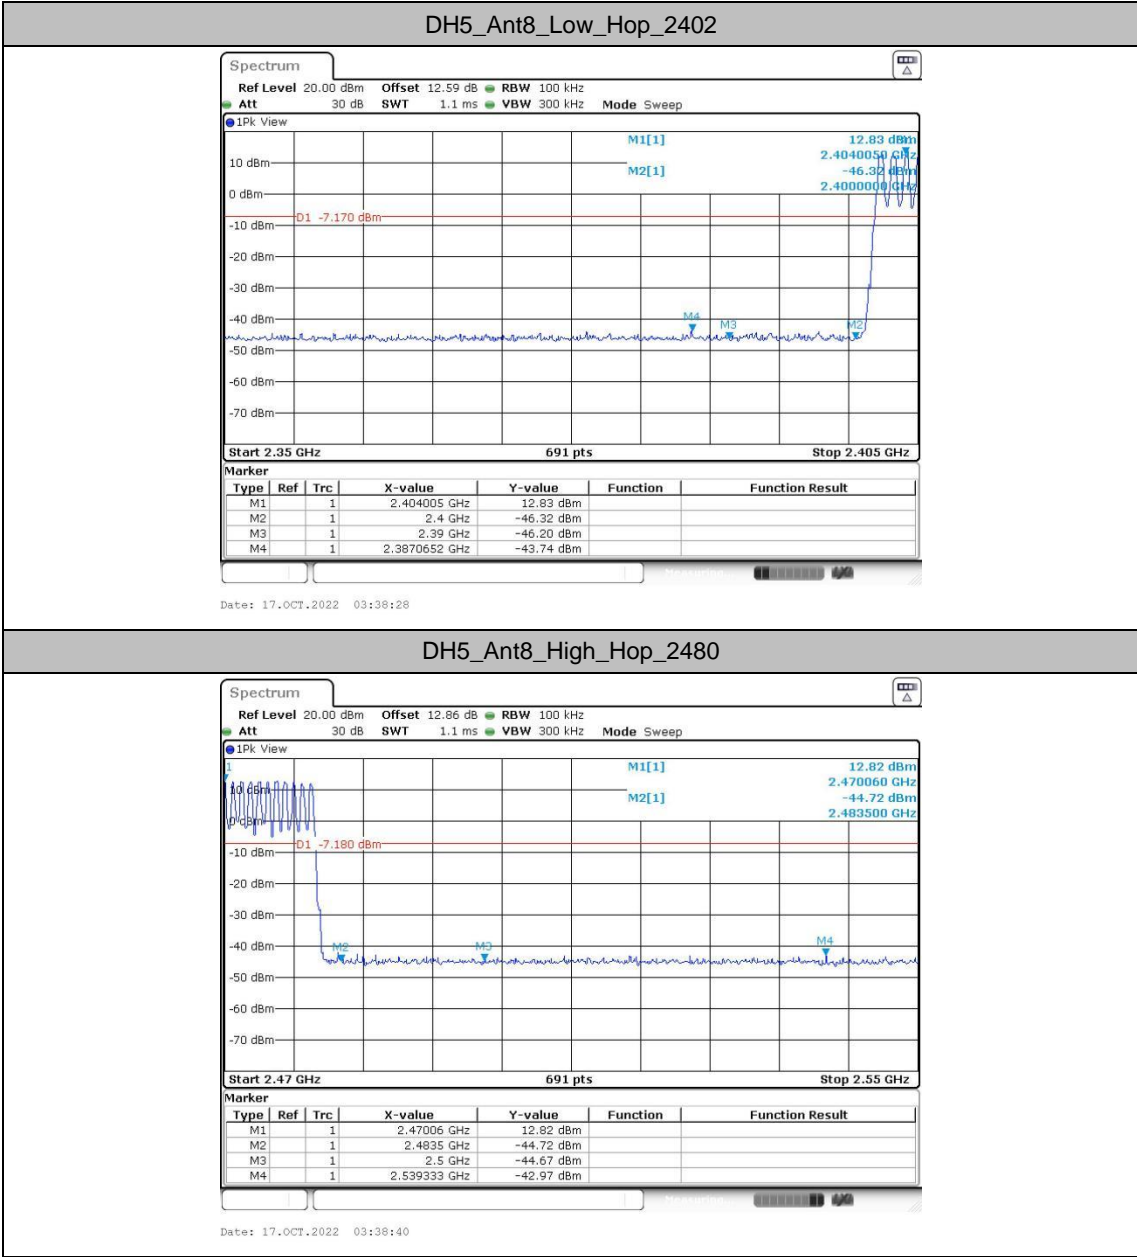 DH5_Ant8_Low_Hop_2402
Spectrum
Ref Level 20.00 dBm Offset 12.59 dB RBW 100 kHz
Att 30 dB SWT 1.1 ms VBW 300 kHz Mode Sweep
1Pk View
M1[1] 12.83 dBm
2.4040050 GHz
10 dBm
M2[1] -46.32 dBm
2.4000000 GHz
0 dBm
D1 -7.170 dBm
-10 dBm
-20 dBm
-30 dBm
-40 dBm
M4 M3 M2
-50 dBm
-60 dBm
-70 dBm
Start 2.35 GHz 691 pts Stop 2.405 GHz
Marker
Type Ref Trc X-value Y-value Function Function Result
M1 1 2.404005 GHz 12.83 dBm
M2 1 2.4 GHz -46.32 dBm
M3 1 2.39 GHz -46.20 dBm
M4 1 2.3870652 GHz -43.74 dBm
Measuring...
Date: 17.OCT.2022 03:38:28
DH5_Ant8_High_Hop_2480
Spectrum
Ref Level 20.00 dBm Offset 12.86 dB RBW 100 kHz
Att 30 dB SWT 1.1 ms VBW 300 kHz Mode Sweep
1Pk View
M1[1] 12.82 dBm
2.470060 GHz
10 dBm
M2[1] -44.72 dBm
2.483500 GHz
0 dBm
D1 -7.180 dBm
-10 dBm
-20 dBm
-30 dBm
-40 dBm
M2 M3 M4
-50 dBm
-60 dBm
-70 dBm
Start 2.47 GHz 691 pts Stop 2.55 GHz
Marker
Type Ref Trc X-value Y-value Function Function Result
M1 1 2.47006 GHz 12.82 dBm
M2 1 2.4835 GHz -44.72 dBm
M3 1 2.5 GHz -44.67 dBm
M4 1 2.539333 GHz -42.97 dBm
Measuring...
Date: 17.OCT.2022 03:38:40